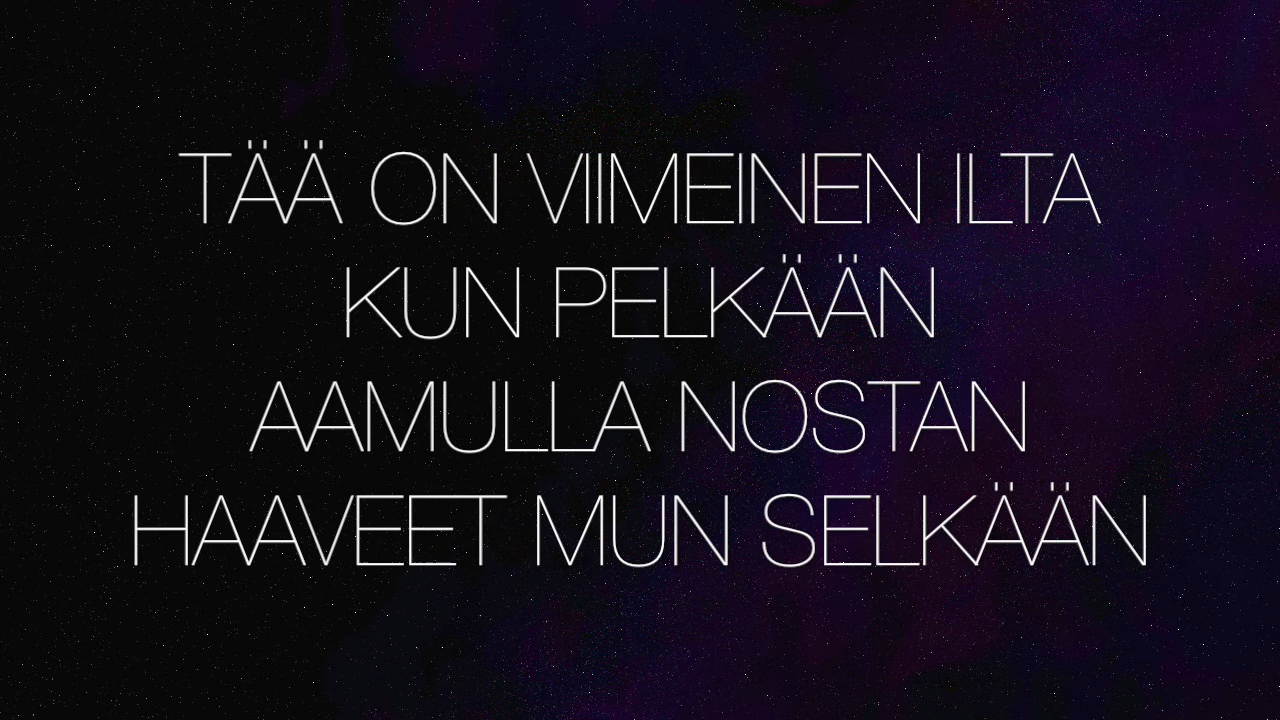 TÄÄ ON VIIMEINEN ILTA
KUN PELKÄÄN
AAMULLA NOSTAN
HAAVEET MUN SELKÄÄN